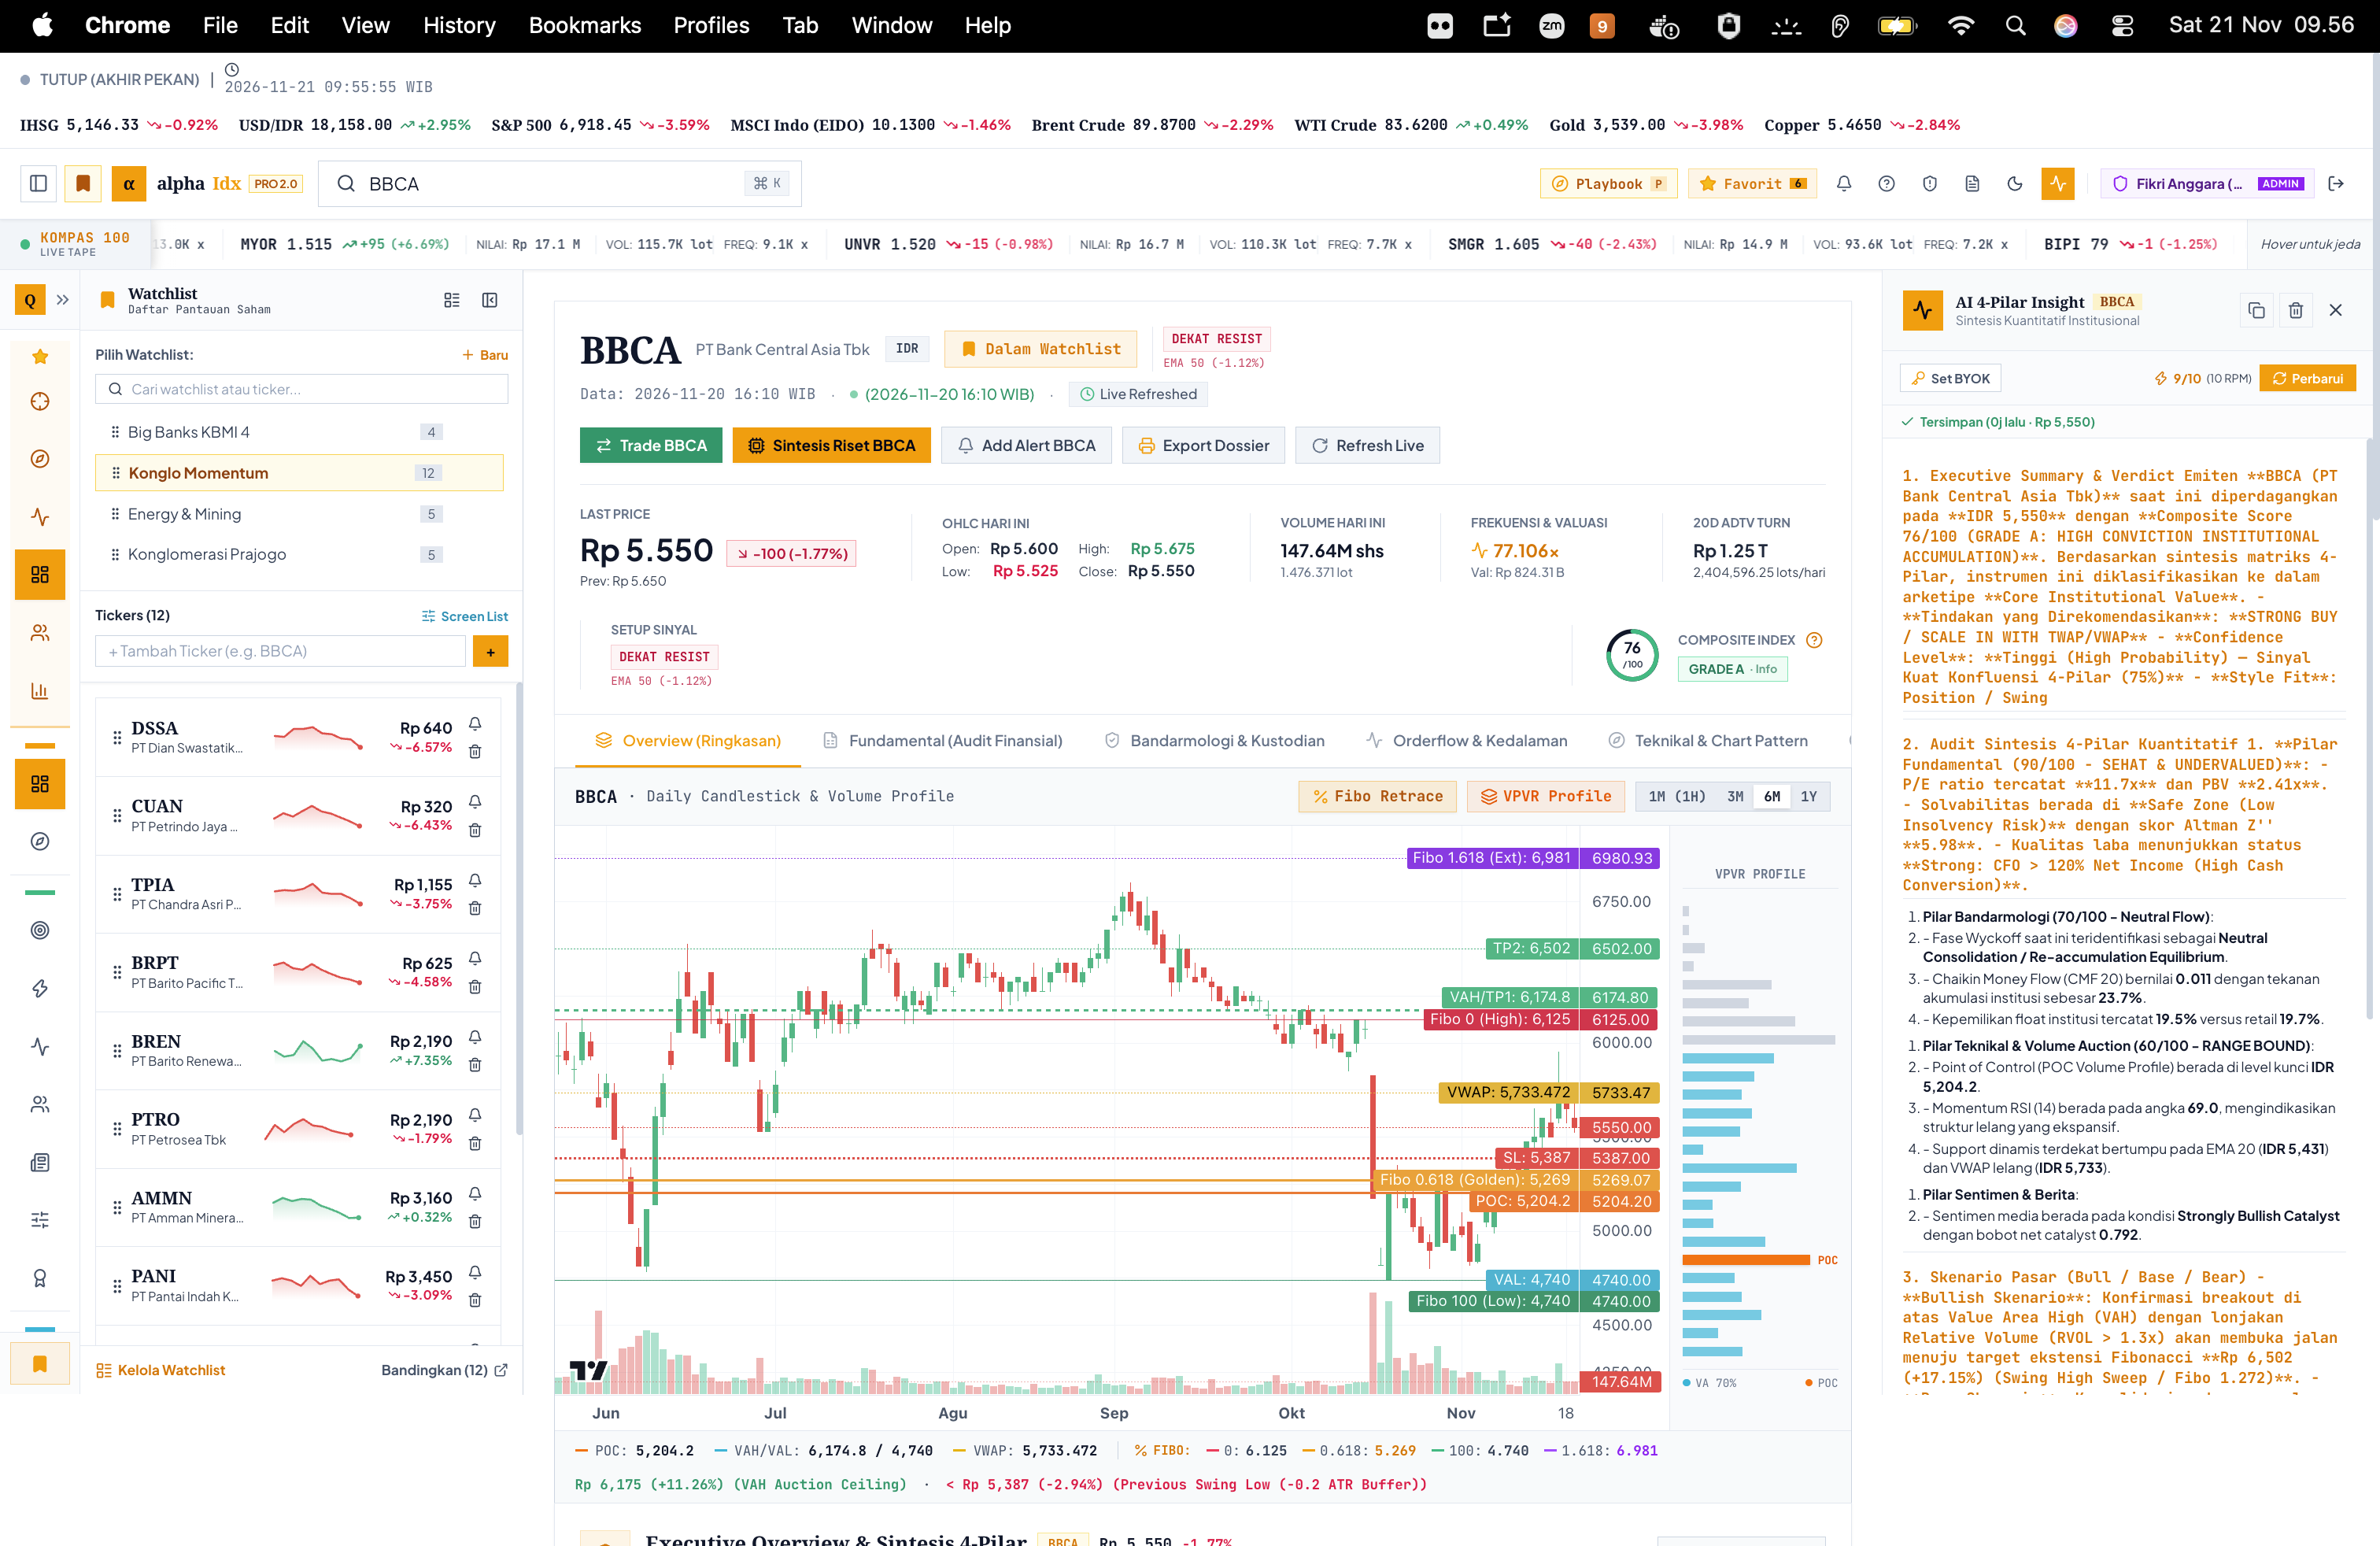 Chrome File Edit View History Bookmarks Profiles Tab Window Help zm 9 Sat 21 Nov 09.56
TUTUP (AKHIR PEKAN) | 2026-11-21 09:55:55 WIB
IHSG 5,146.33 -0.92% USD/IDR 18,158.00 +2.95% S&P 500 6,918.45 -3.59% MSCI Indo (EIDO) 10.1300 -1.46% Brent Crude 89.8700 -2.29% WTI Crude 83.6200 +0.49% Gold 3,539.00 -3.98% Copper 5.4650 -2.84%
α alpha Idx PRO 2.0 BBCA ⌘ K Playbook P Favorit 6 Fikri Anggara (... ADMIN
KOMPAS 100 13.0K x MYOR 1.515 +95 (+6.69%) NILAI: Rp 17.1 M VOL: 115.7K lot FREQ: 9.1K x UNVR 1.520 -15 (-0.98%) NILAI: Rp 16.7 M VOL: 110.3K lot FREQ: 7.7K x SMGR 1.605 -40 (-2.43%) NILAI: Rp 14.9 M VOL: 93.6K lot FREQ: 7.2K x BIPI 79 -1 (-1.25%) Hover untuk jeda
LIVE TAPE
Q
Watchlist
Daftar Pantauan Saham
Pilih Watchlist: + Baru
Cari watchlist atau ticker...
Big Banks KBMI 4 4
Konglo Momentum 12
Energy & Mining 5
Konglomerasi Prajogo 5
Tickers (12) Screen List
+ Tambah Ticker (e.g. BBCA) +
DSSA Rp 640
PT Dian Swastatik... -6.57%
CUAN Rp 320
PT Petrindo Jaya ... -6.43%
TPIA Rp 1,155
PT Chandra Asri P... -3.75%
BRPT Rp 625
PT Barito Pacific T... -4.58%
BREN Rp 2,190
PT Barito Renewa... +7.35%
PTRO Rp 2,190
PT Petrosea Tbk -1.79%
AMMN Rp 3,160
PT Amman Minera... +0.32%
PANI Rp 3,450
PT Pantai Indah K... -3.09%
Kelola Watchlist Bandingkan (12)
BBCA PT Bank Central Asia Tbk IDR Dalam Watchlist DEKAT RESIST
EMA 50 (-1.12%)
Data: 2026-11-20 16:10 WIB · (2026-11-20 16:10 WIB) · Live Refreshed
Trade BBCA Sintesis Riset BBCA Add Alert BBCA Export Dossier Refresh Live
LAST PRICE
Rp 5.550 -100 (-1.77%)
Prev: Rp 5.650
OHLC HARI INI
Open: Rp 5.600 High: Rp 5.675
Low: Rp 5.525 Close: Rp 5.550
VOLUME HARI INI
147.64M shs
1.476.371 lot
FREKUENSI & VALUASI
77.106x
Val: Rp 824.31 B
20D ADTV TURN
Rp 1.25 T
2,404,596.25 lots/hari
SETUP SINYAL
DEKAT RESIST
EMA 50 (-1.12%)
76
/100
COMPOSITE INDEX
GRADE A · Info
Overview (Ringkasan) Fundamental (Audit Finansial) Bandarmologi & Kustodian Orderflow & Kedalaman Teknikal & Chart Pattern
BBCA · Daily Candlestick & Volume Profile Fibo Retrace VPVR Profile 1M (1H) 3M 6M 1Y
Fibo 1.618 (Ext): 6,981 6980.93
6750.00
TP2: 6,502 6502.00
VAH/TP1: 6,174.8 6174.80
Fibo 0 (High): 6,125 6125.00
6000.00
VWAP: 5,733.472 5733.47
5550.00
SL: 5,387 5387.00
Fibo 0.618 (Golden): 5,269 5269.07
POC: 5,204.2 5204.20
5000.00
VAL: 4,740 4740.00
Fibo 100 (Low): 4,740 4740.00
4500.00
147.64M
Jun Jul Agu Sep Okt Nov 18
VPVR PROFILE
POC
VA 70% POC
POC: 5,204.2 VAH/VAL: 6,174.8 / 4,740 VWAP: 5,733.472 FIBO: 0: 6.125 0.618: 5.269 100: 4.740 1.618: 6.981
Rp 6,175 (+11.26%) (VAH Auction Ceiling) · < Rp 5,387 (-2.94%) (Previous Swing Low (-0.2 ATR Buffer))
Executive Overview & Sintesis 4-Pilar BBCA Rp 5.550 -1.77%
AI 4-Pilar Insight BBCA
Sintesis Kuantitatif Institusional
Set BYOK 9/10 (10 RPM) Perbarui
Tersimpan (0j lalu · Rp 5,550)
1. Executive Summary & Verdict Emiten **BBCA (PT
Bank Central Asia Tbk)** saat ini diperdagangkan
pada **IDR 5,550** dengan **Composite Score
76/100 (GRADE A: HIGH CONVICTION INSTITUTIONAL
ACCUMULATION)**. Berdasarkan sintesis matriks 4-
Pilar, instrumen ini diklasifikasikan ke dalam
arketipe **Core Institutional Value**. -
**Tindakan yang Direkomendasikan**: **STRONG BUY
/ SCALE IN WITH TWAP/VWAP** - **Confidence
Level**: **Tinggi (High Probability) — Sinyal
Kuat Konfluensi 4-Pilar (75%)** - **Style Fit**:
Position / Swing
2. Audit Sintesis 4-Pilar Kuantitatif 1. **Pilar
Fundamental (90/100 - SEHAT & UNDERVALUED)**: -
P/E ratio tercatat **11.7x** dan PBV **2.41x**.
- Solvabilitas berada di **Safe Zone (Low
Insolvency Risk)** dengan skor Altman Z''
**5.98**. - Kualitas laba menunjukkan status
**Strong: CFO > 120% Net Income (High Cash
Conversion)**.
1. Pilar Bandarmologi (70/100 - Neutral Flow):
2. - Fase Wyckoff saat ini teridentifikasi sebagai Neutral
Consolidation / Re-accumulation Equilibrium.
3. - Chaikin Money Flow (CMF 20) bernilai 0.011 dengan tekanan
akumulasi institusi sebesar 23.7%.
4. - Kepemilikan float institusi tercatat 19.5% versus retail 19.7%.
1. Pilar Teknikal & Volume Auction (60/100 - RANGE BOUND):
2. - Point of Control (POC Volume Profile) berada di level kunci IDR
5,204.2.
3. - Momentum RSI (14) berada pada angka 69.0, mengindikasikan
struktur lelang yang ekspansif.
4. - Support dinamis terdekat bertumpu pada EMA 20 (IDR 5,431)
dan VWAP lelang (IDR 5,733).
1. Pilar Sentimen & Berita:
2. - Sentimen media berada pada kondisi Strongly Bullish Catalyst
dengan bobot net catalyst 0.792.
3. Skenario Pasar (Bull / Base / Bear) -
**Bullish Skenario**: Konfirmasi breakout di
atas Value Area High (VAH) dengan lonjakan
Relative Volume (RVOL > 1.3x) akan membuka jalan
menuju target ekstensi Fibonacci **Rp 6,502
(+17.15%) (Swing High Sweep / Fibo 1.272)**. -